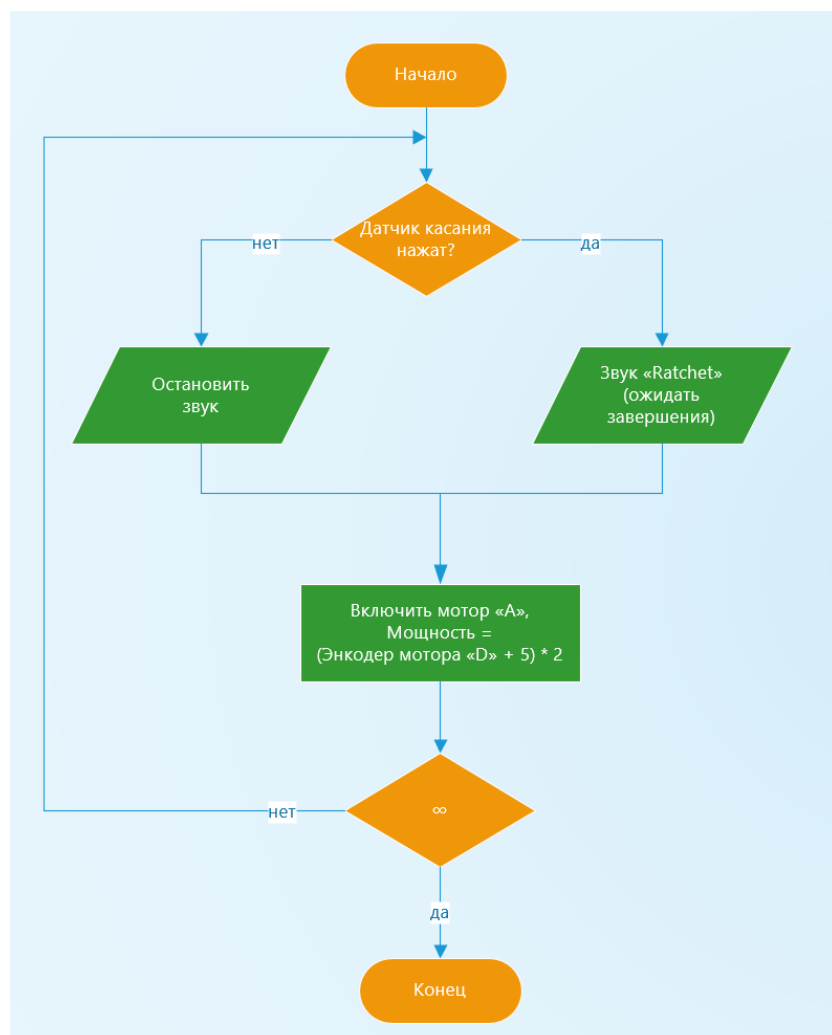 Начало
Датчик касания
нажат?
нет
да
Остановить
звук
Звук «Ratchet»
(ожидать
завершения)
Включить мотор «A»,
Мощность =
(Энкодер мотора «D» + 5) * 2
∞
нет
да
Конец